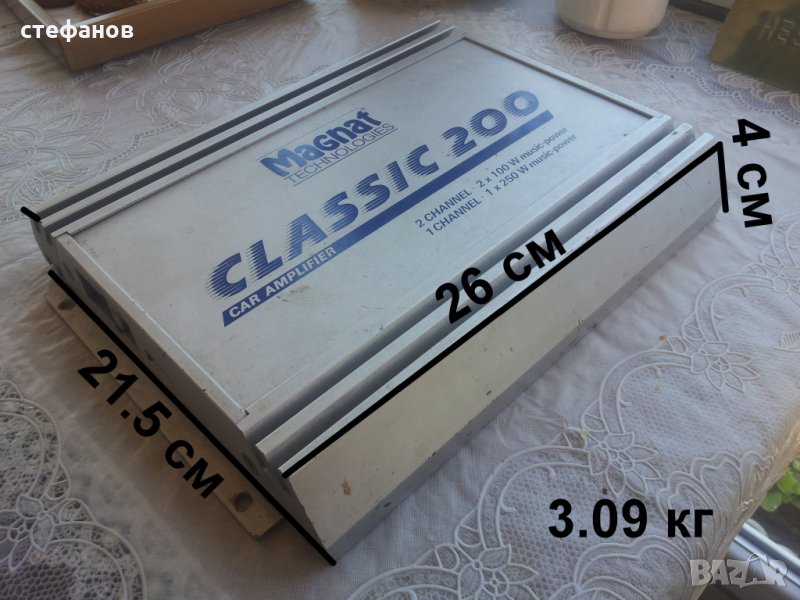 стефанов
Magnat
TECHNOLOGIES
CLASSIC 200
CAR AMPLIFIER
2 CHANNEL · 2 x 100 W music-power
1 CHANNEL · 1 x 250 W music-power
4 см
26 см
21.5 см
3.09 кг
BAZAR